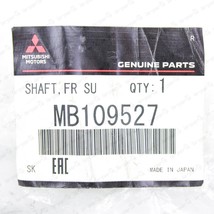 MITSUBISHI
MOTORS
GENUINE PARTS
R
SHAFT,FR SU QTY:1
MB109527
SK EAC MADE IN JAPAN